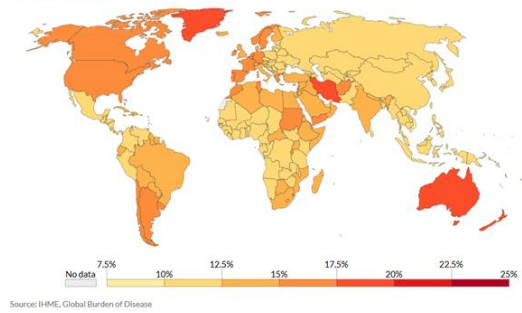 7.5% 12.5% 17.5% 22.5%
No data 10% 15% 20% 25%
Source: IHME, Global Burden of Disease